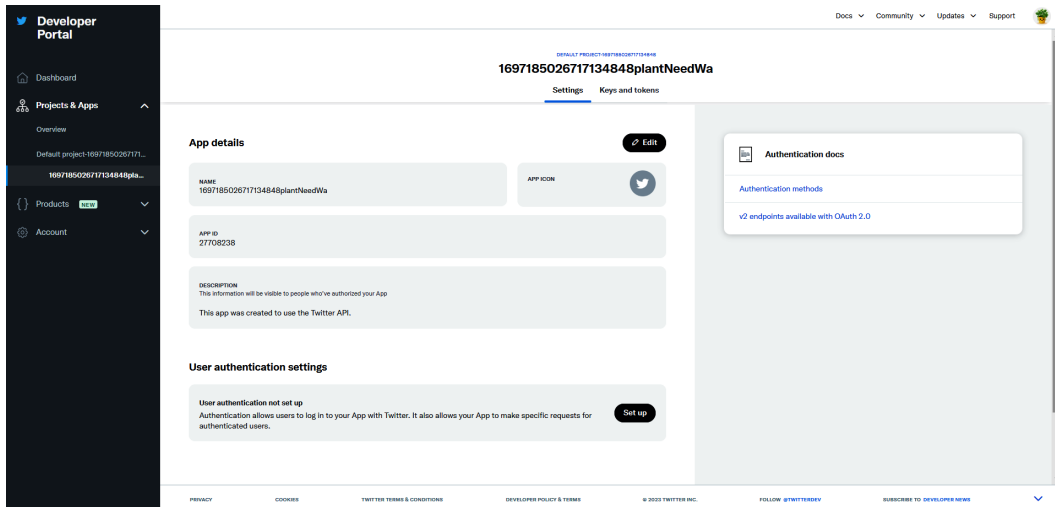 Developer
Portal
Docs
Community
Updates
Support
Dashboard
Projects & Apps
Overview
Default project-16971850267171...
1697185026717134848pla...
Products NEW
Account
DEFAULT PROJECT-1697185026717134848
1697185026717134848plantNeedWa
Settings
Keys and tokens
App details
Edit
NAME
1697185026717134848plantNeedWa
APP ICON
APP ID
27708238
DESCRIPTION
This information will be visible to people who've authorized your App
This app was created to use the Twitter API.
User authentication settings
User authentication not set up
Authentication allows users to log in to your App with Twitter. It also allows your App to make specific requests for
authenticated users.
Set up
Authentication docs
Authentication methods
v2 endpoints available with OAuth 2.0
PRIVACY
COOKIES
TWITTER TERMS & CONDITIONS
DEVELOPER POLICY & TERMS
© 2023 TWITTER INC.
FOLLOW @TWITTERDEV
SUBSCRIBE TO DEVELOPER NEWS